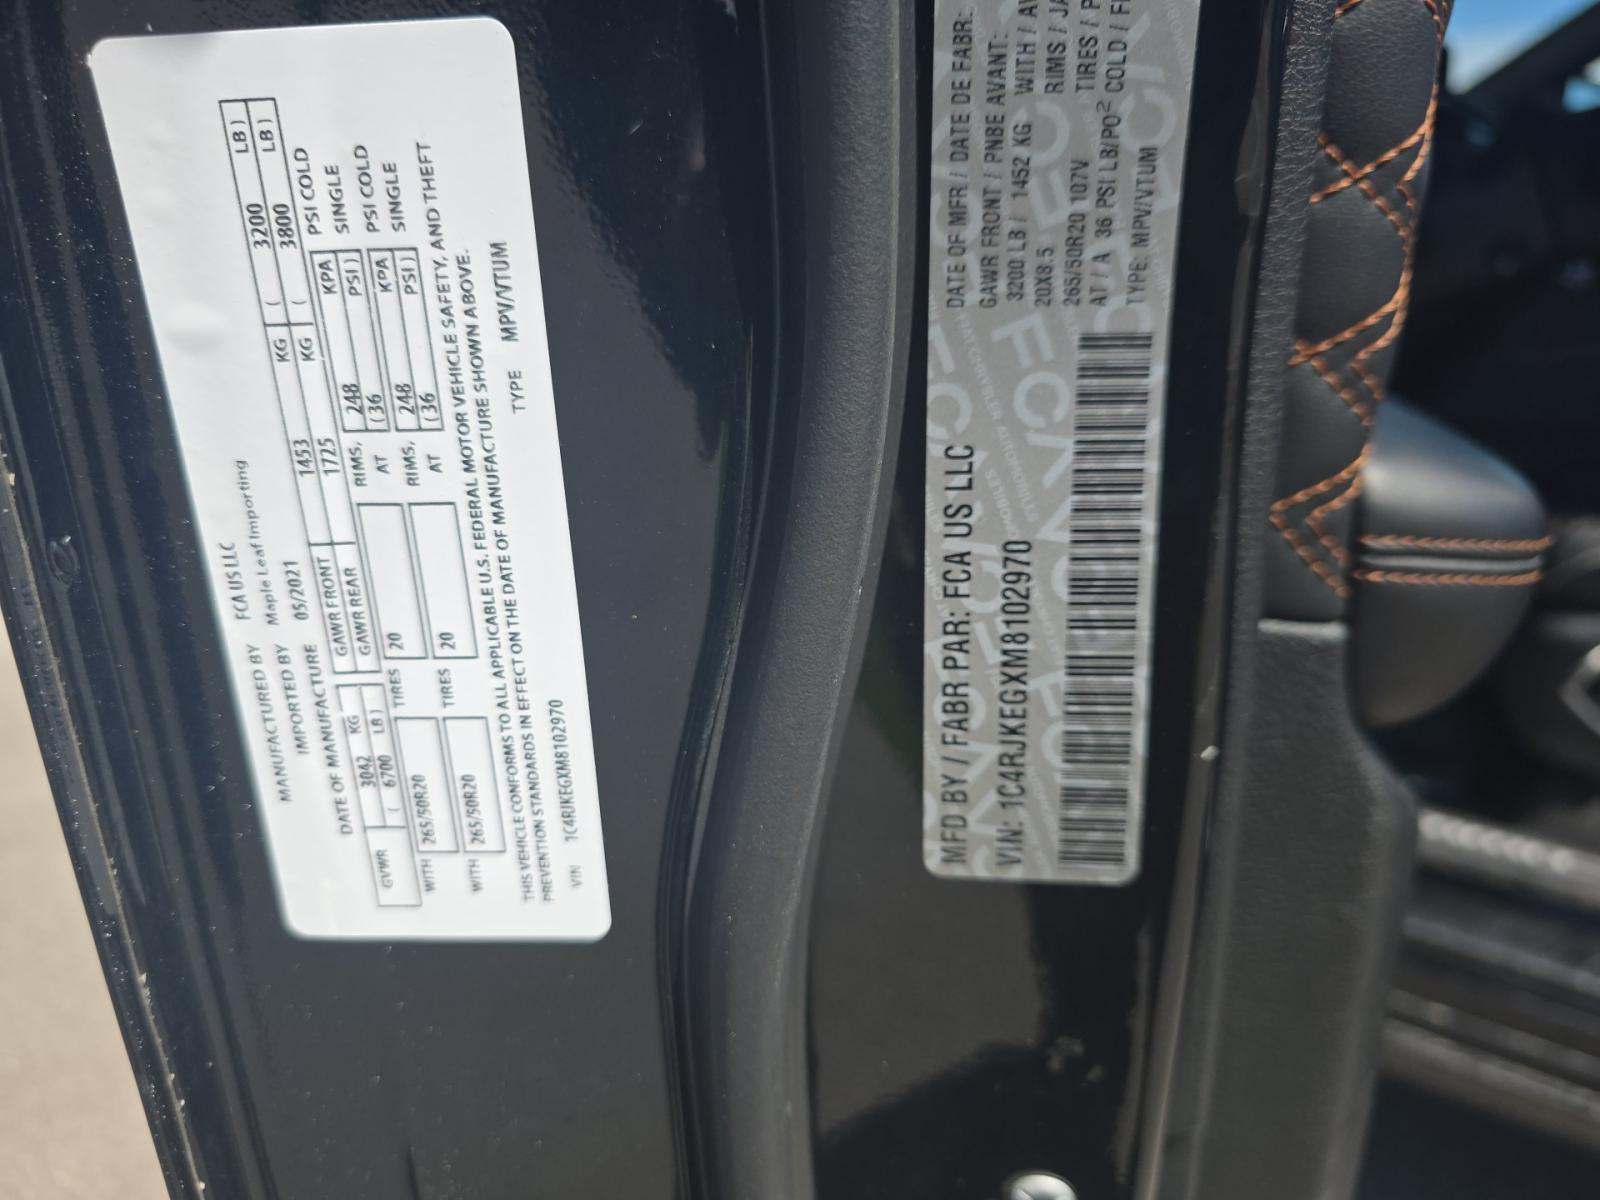 MANUFACTURED BY FCA US LLC
IMPORTED BY Maple Leaf Importing
DATE OF MANUFACTURE 05/2021
GVWR 3042 KG ( 6700 LB )
GAWR FRONT 1453 KG ( 3200 LB )
GAWR REAR 1725 KG ( 3800 LB )
WITH 265/50R20 TIRES 20 RIMS, AT 248 KPA (36 PSI ) PSI COLD SINGLE
WITH 265/50R20 TIRES 20 RIMS, AT 248 KPA (36 PSI ) PSI COLD SINGLE
THIS VEHICLE CONFORMS TO ALL APPLICABLE U.S. FEDERAL MOTOR VEHICLE SAFETY, AND THEFT
PREVENTION STANDARDS IN EFFECT ON THE DATE OF MANUFACTURE SHOWN ABOVE.
VIN 1C4RJKEGXM8102970 TYPE MPV/VTUM
MFD BY / FABR PAR: FCA US LLC
VIN: 1C4RJKEGXM8102970
DATE OF MFR / DATE DE FABR:
GAWR FRONT / PNBE AVANT:
3200 LB / 1452 KG WITH / AV
20X8.5 RIMS / JA
265/50R20 107V TIRES / P
AT / A 36 PSI LB/PO² COLD / F
TYPE: MPV/VTUM